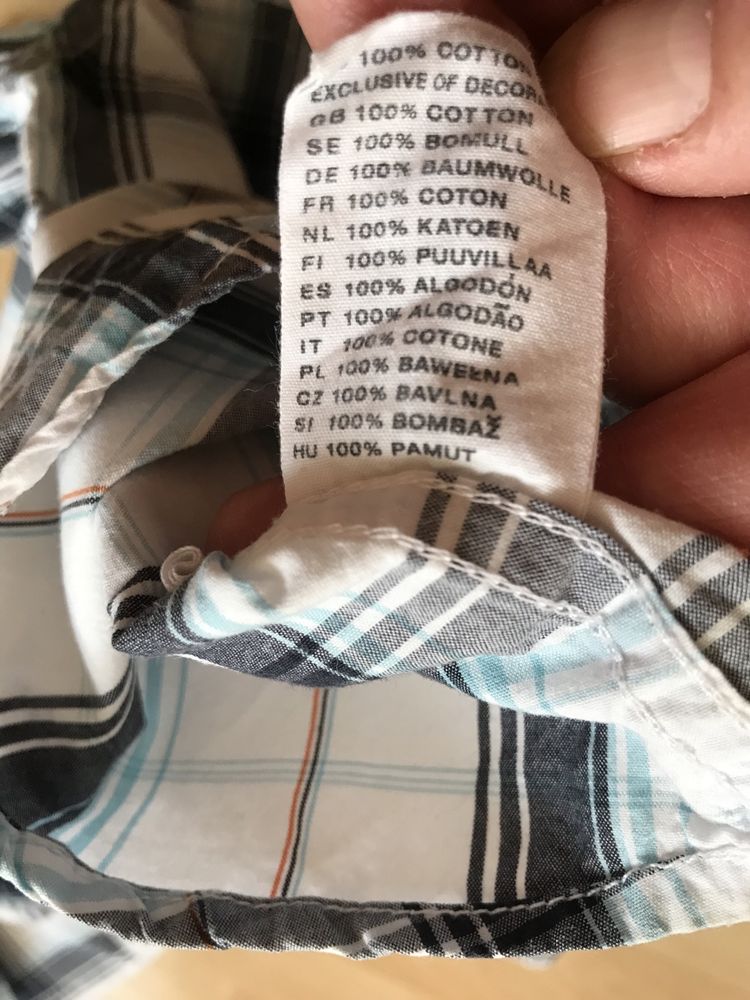 100% COTTON
EXCLUSIVE OF
GB 100% COTTON
SE 100% BOMULL
DE 100% BAUMWOLLE
FR 100% COTON
NL 100% KATOEN
FI 100% PUUVILLAA
ES 100% ALGODÓN
PT 100% ALGODÃO
IT 100% COTONE
PL 100% BAWEŁNA
CZ 100% BAVLNA
SI 100% BOMBAŽ
HU 100% PAMUT